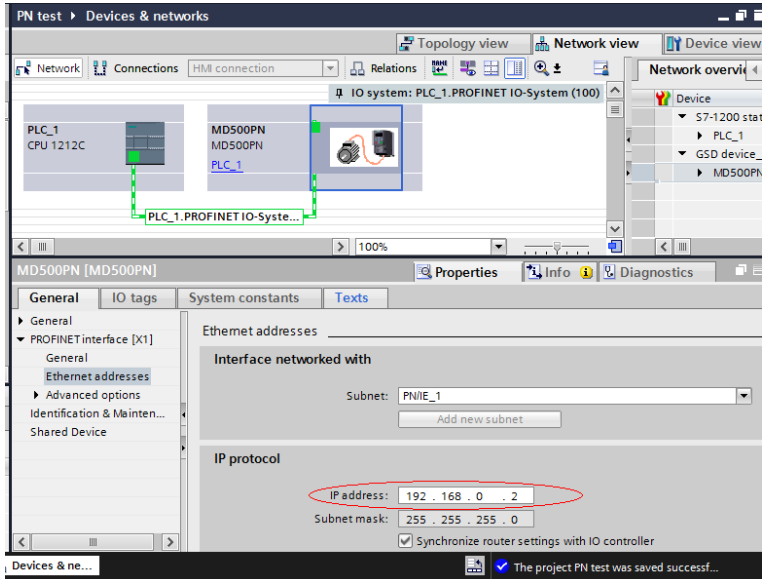 PN test ▸ Devices & networks
Topology view Network view Device view
Network Connections HMI connection Relations
Network overvi
IO system: PLC_1.PROFINET IO-System (100)
Device
S7-1200 stat
PLC_1
GSD device_
MD500PN
PLC_1
CPU 1212C
MD500PN
MD500PN
PLC_1
PLC_1.PROFINET IO-Syste...
100%
MD500PN [MD500PN]
Properties Info Diagnostics
General IO tags System constants Texts
General
PROFINET interface [X1]
General
Ethernet addresses
Advanced options
Identification & Mainten...
Shared Device
Ethernet addresses
Interface networked with
Subnet: PN/IE_1
Add new subnet
IP protocol
IP address: 192 . 168 . 0 . 2
Subnet mask: 255 . 255 . 255 . 0
Synchronize router settings with IO controller
Devices & ne...
The project PN test was saved successf...